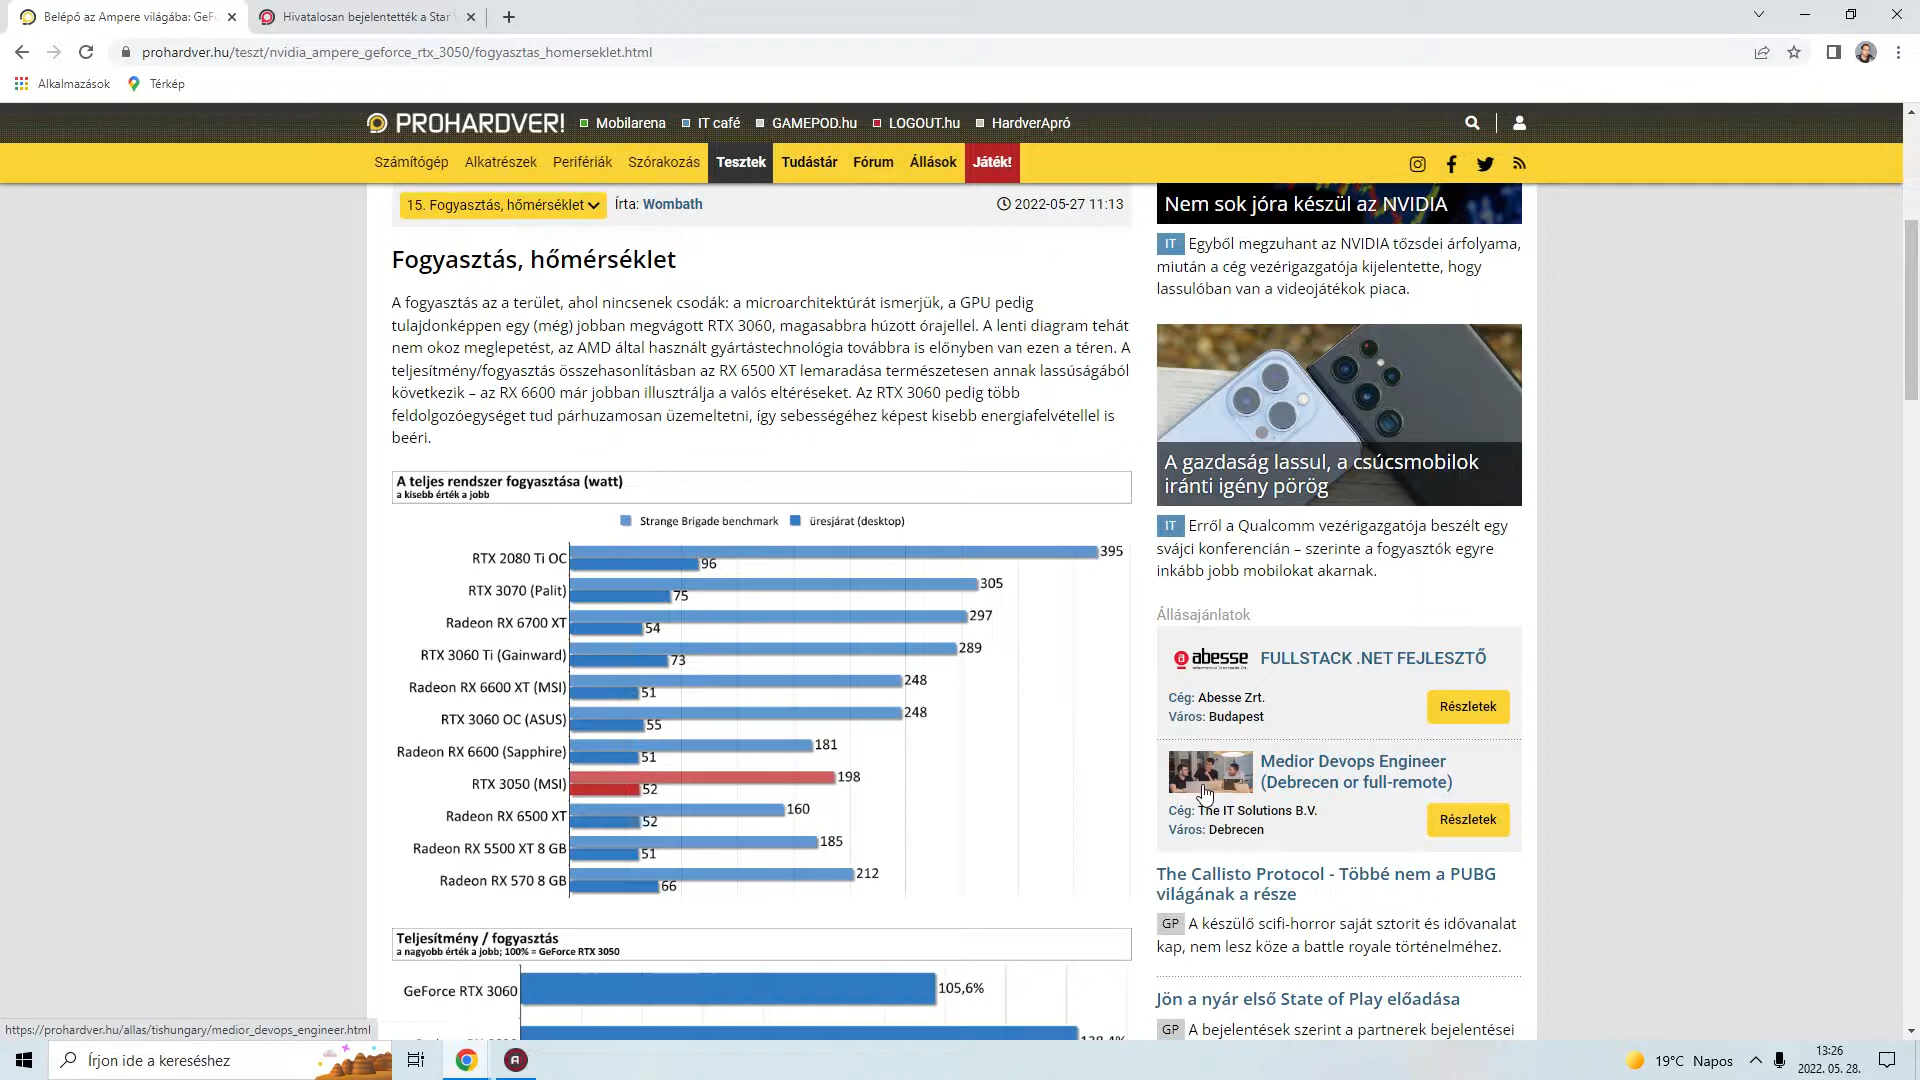 Belépő az Ampere világába: GeF
Hivatalosan bejelentették a Star
prohardver.hu/teszt/nvidia_ampere_geforce_rtx_3050/fogyasztas_homerseklet.html
Alkalmazások
Térkép
PROHARDVER!
Mobilarena
IT café
GAMEPOD.hu
LOGOUT.hu
HardverApró
Számítógép
Alkatrészek
Perifériák
Szórakozás
Tesztek
Tudástár
Fórum
Állások
Játék!
15. Fogyasztás, hőmérséklet
Írta: Wombath
2022-05-27 11:13
Fogyasztás, hőmérséklet
A fogyasztás az a terület, ahol nincsenek csodák: a microarchitektúrát ismerjük, a GPU pedig
tulajdonképpen egy (még) jobban megvágott RTX 3060, magasabbra húzott órajellel. A lenti diagram tehát
nem okoz meglepetést, az AMD által használt gyártástechnológia továbbra is előnyben van ezen a téren. A
teljesítmény/fogyasztás összehasonlításban az RX 6500 XT lemaradása természetesen annak lassúságából
következik – az RX 6600 már jobban illusztrálja a valós eltéréseket. Az RTX 3060 pedig több
feldolgozóegységet tud párhuzamosan üzemeltetni, így sebességéhez képest kisebb energiafelvétellel is
beéri.
A teljes rendszer fogyasztása (watt)
a kisebb érték a jobb
Strange Brigade benchmark
üresjárat (desktop)
RTX 2080 Ti OC
395
96
RTX 3070 (Palit)
305
75
Radeon RX 6700 XT
297
54
RTX 3060 Ti (Gainward)
289
73
Radeon RX 6600 XT (MSI)
248
51
RTX 3060 OC (ASUS)
248
55
Radeon RX 6600 (Sapphire)
181
51
RTX 3050 (MSI)
198
52
Radeon RX 6500 XT
160
52
Radeon RX 5500 XT 8 GB
185
51
Radeon RX 570 8 GB
212
66
Teljesítmény / fogyasztás
a nagyobb érték a jobb; 100% = GeForce RTX 3050
GeForce RTX 3060
105,6%
Nem sok jóra készül az NVIDIA
IT Egyből megzuhant az NVIDIA tőzsdei árfolyama,
miután a cég vezérigazgatója kijelentette, hogy
lassulóban van a videojátékok piaca.
A gazdaság lassul, a csúcsmobilok
iránti igény pörög
IT Erről a Qualcomm vezérigazgatója beszélt egy
svájci konferencián – szerinte a fogyasztók egyre
inkább jobb mobilokat akarnak.
Állásajánlatok
abesse
FULLSTACK .NET FEJLESZTŐ
Cég: Abesse Zrt.
Város: Budapest
Részletek
Medior Devops Engineer
(Debrecen or full-remote)
Cég: The IT Solutions B.V.
Város: Debrecen
Részletek
The Callisto Protocol - Többé nem a PUBG
világának a része
GP A készülő scifi-horror saját sztorit és idővanalat
kap, nem lesz köze a battle royale történelméhez.
Jön a nyár első State of Play előadása
GP A bejelentések szerint a partnerek bejelentései
https://prohardver.hu/allas/tishungary/medior_devops_engineer.html
Írjon ide a kereséshez
19°C Napos
13:26
2022. 05. 28.